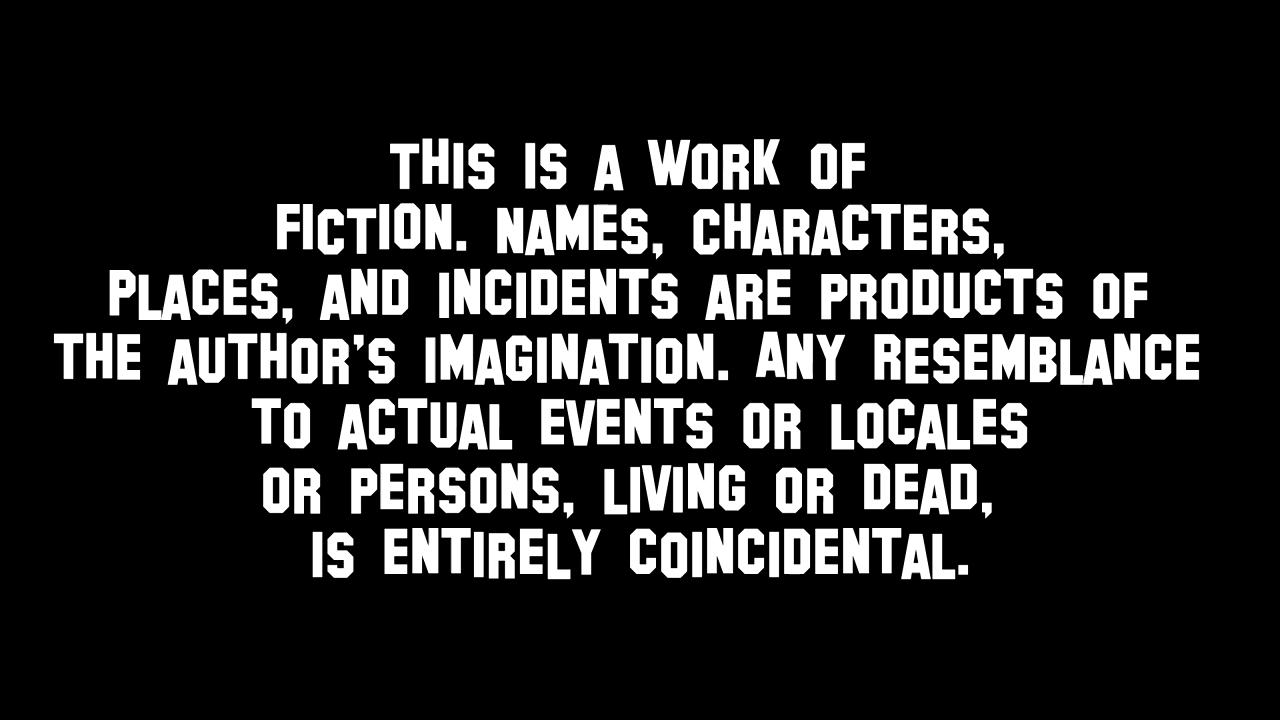 THIS IS A WORK OF
FICTION. NAMES, CHARACTERS,
PLACES, AND INCIDENTS ARE PRODUCTS OF
THE AUTHOR'S IMAGINATION. ANY RESEMBLANCE
TO ACTUAL EVENTS OR LOCALES
OR PERSONS, LIVING OR DEAD,
IS ENTIRELY COINCIDENTAL.